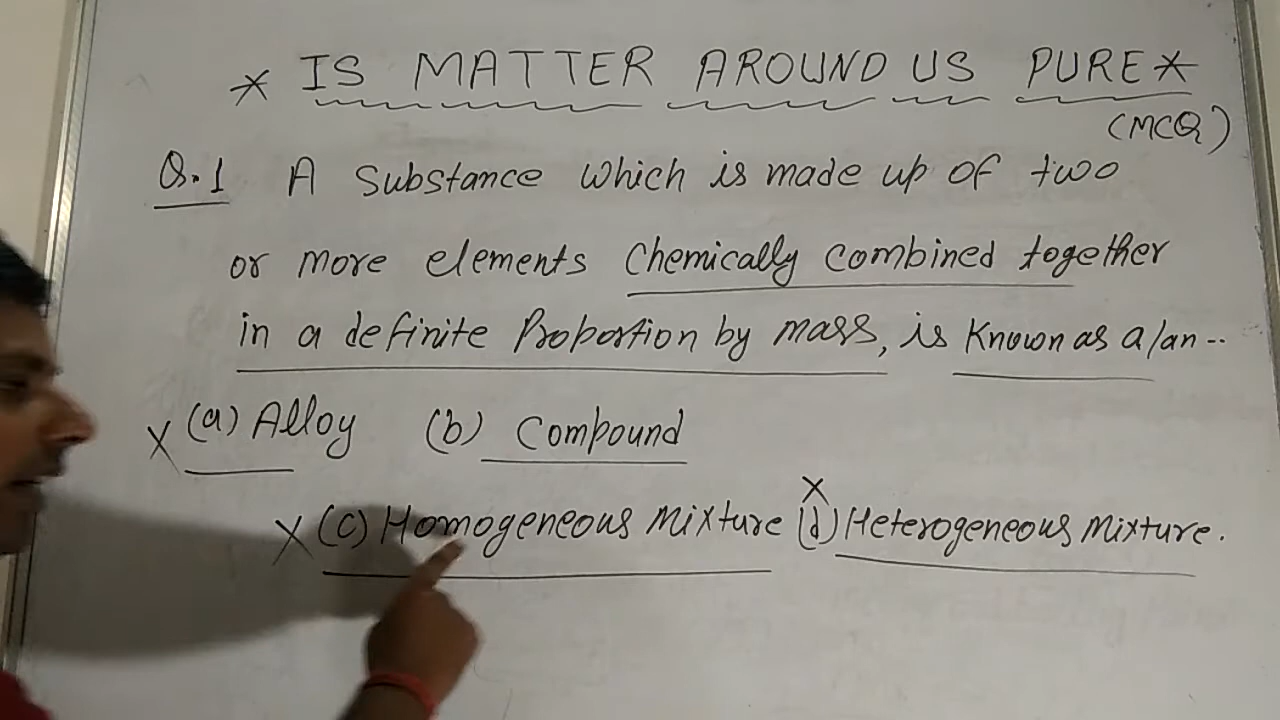 * IS MATTER AROUND US PURE *
(MCQ)
Q.1 A Substance which is made up of two
or more elements Chemically combined together
in a definite Proportion by mass, is Known as a/an--
X (a) Alloy (b) Compound
X (c) Homogeneous Mixture X (d) Heterogeneous Mixture.